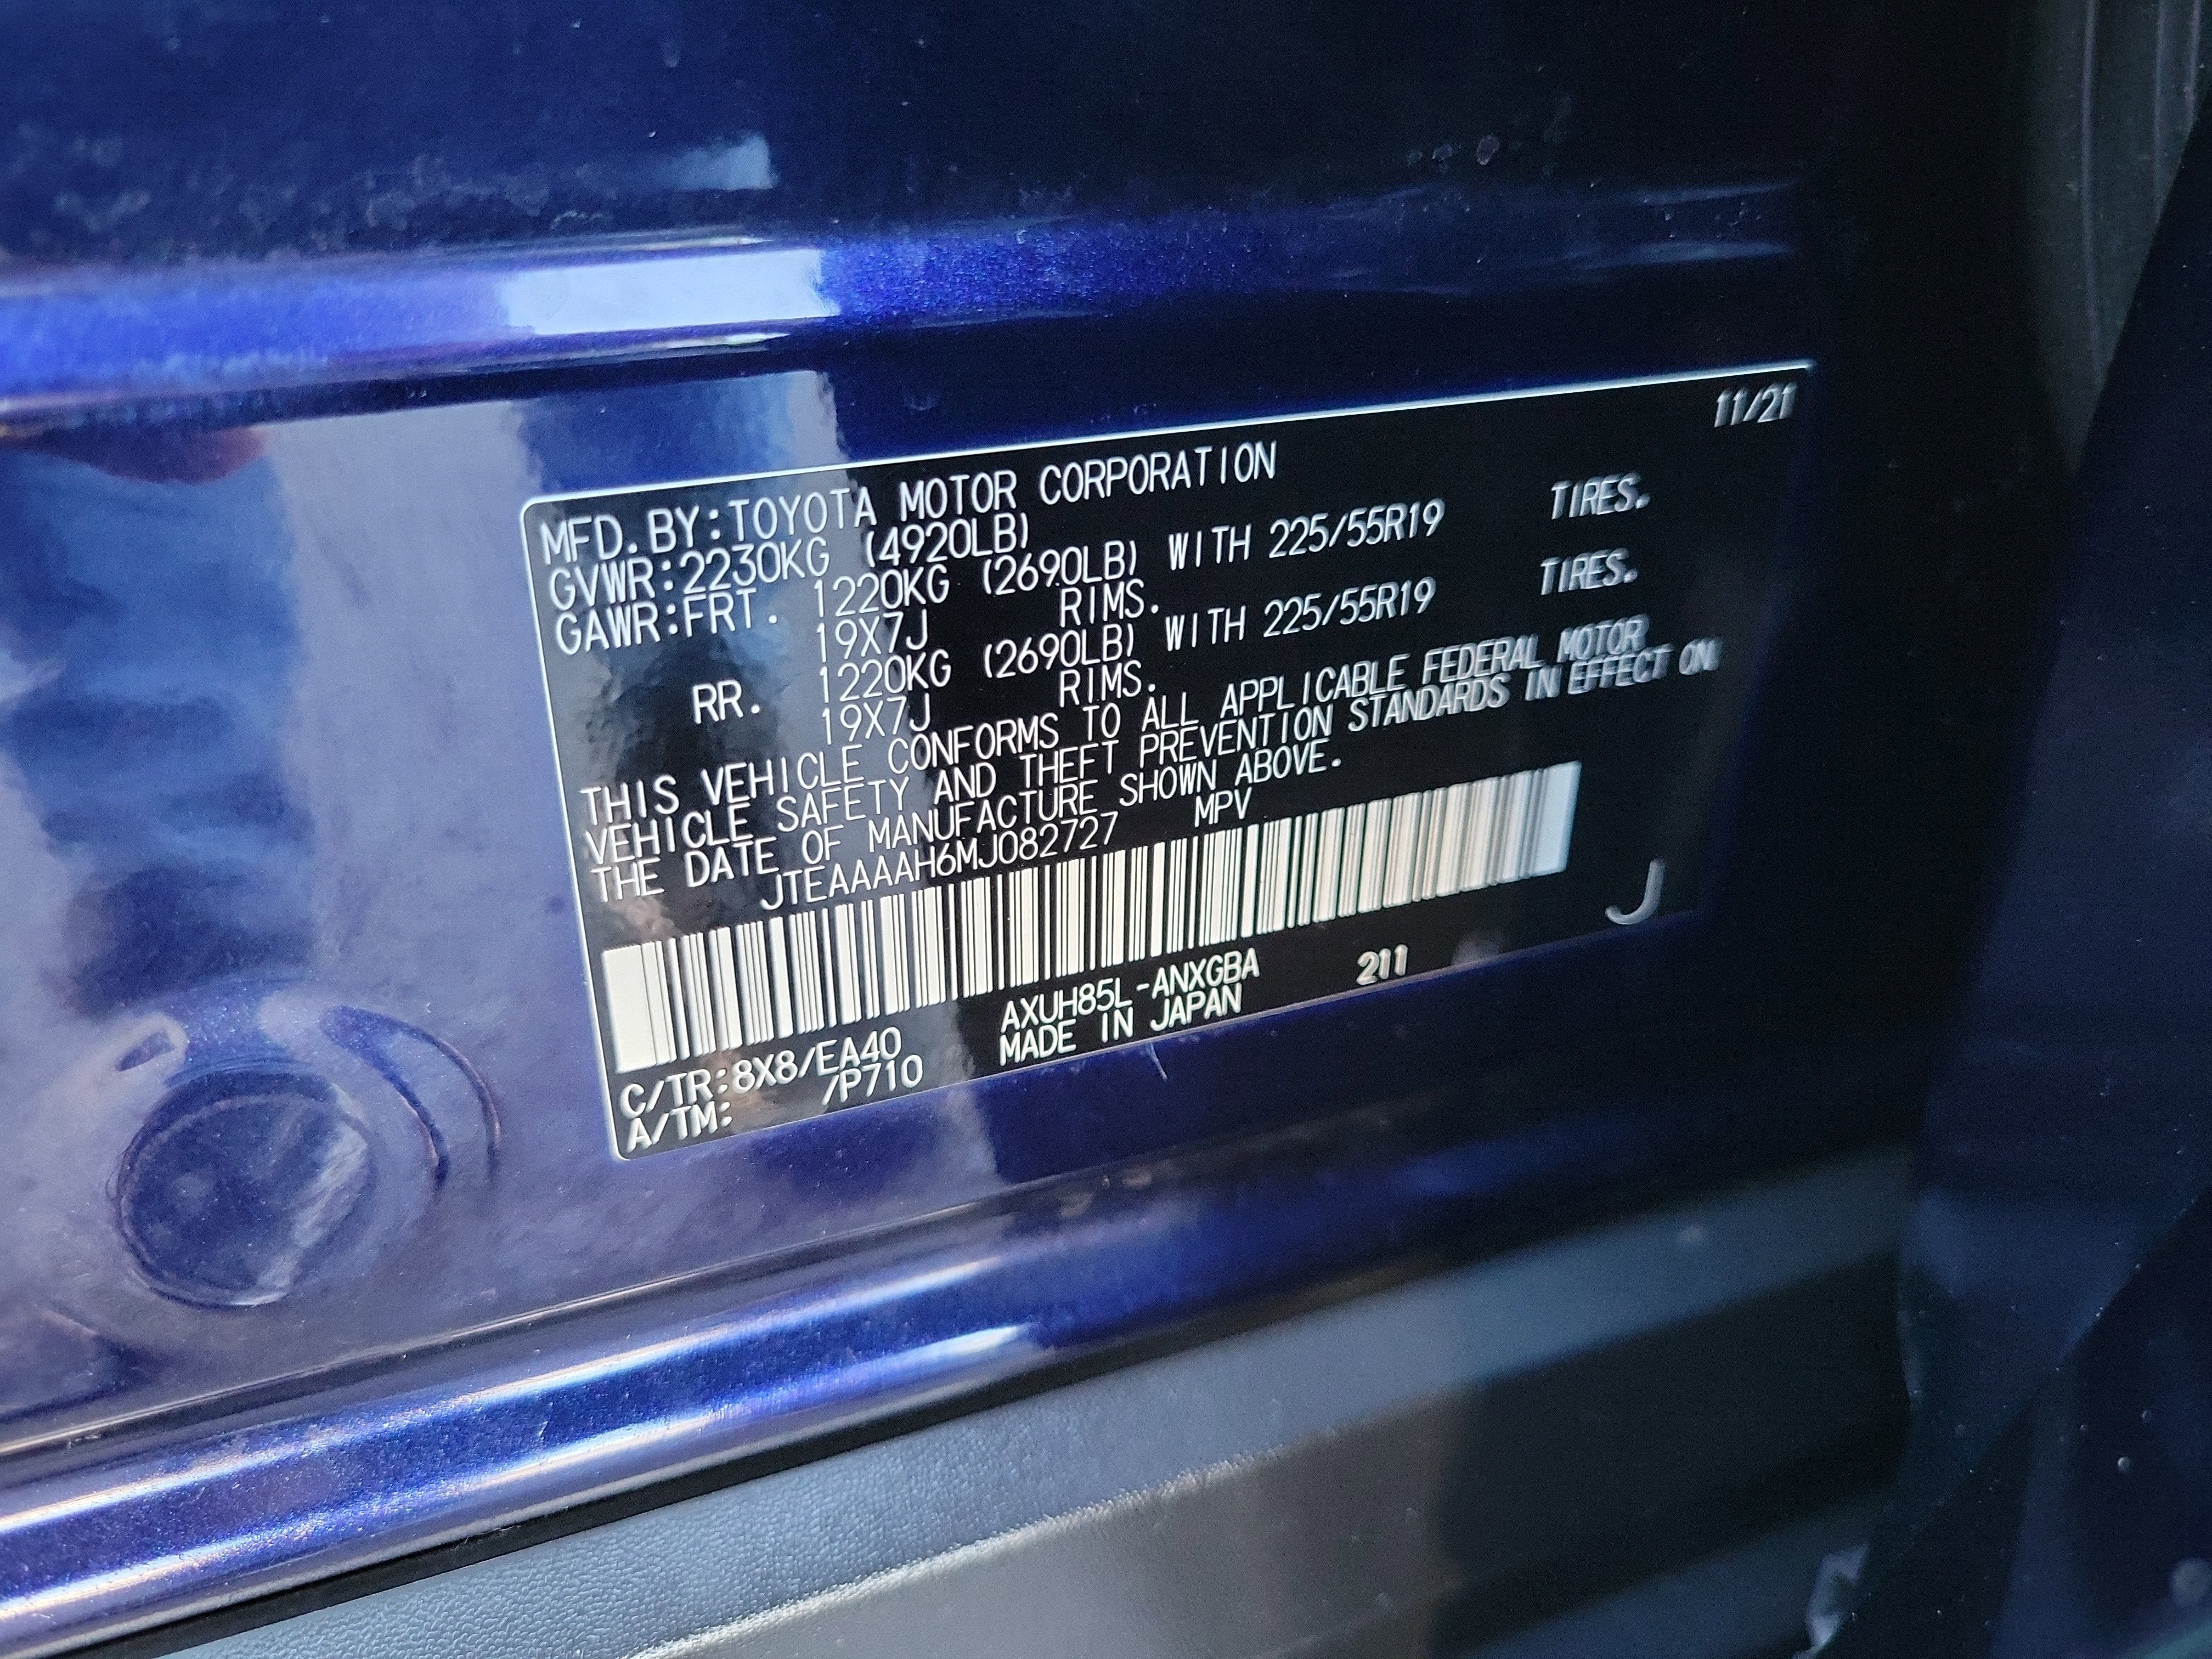 11/21
MFD.BY:TOYOTA MOTOR CORPORATION
GVWR:2230KG (4920LB)
GAWR:FRT. 1220KG (2690LB) WITH 225/55R19 TIRES.
19X7J RIMS.
RR. 1220KG (2690LB) WITH 225/55R19 TIRES.
19X7J RIMS.
THIS VEHICLE CONFORMS TO ALL APPLICABLE FEDERAL MOTOR
VEHICLE SAFETY AND THEFT PREVENTION STANDARDS IN EFFECT ON
THE DATE OF MANUFACTURE SHOWN ABOVE.
JTEAAAAH6MJ082727 MPV
J
C/TR:8X8/EA40 AXUH85L-ANXGBA 211
A/TM: /P710 MADE IN JAPAN